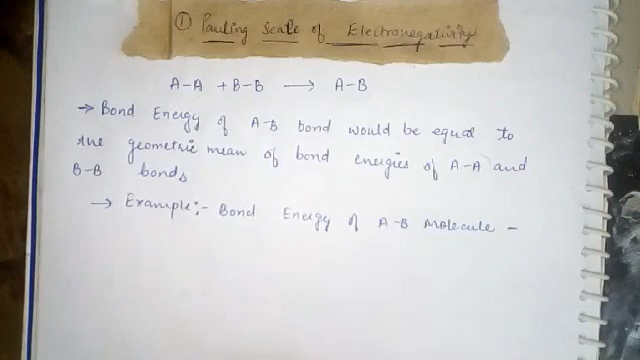 ① Pauling Scale of Electronegativity
A-A + B-B ⟶ A-B
→ Bond Energy of A-B bond would be equal to
the geometric mean of bond energies of A-A and
B-B bonds
→ Example:- Bond Energy of A-B Molecule -